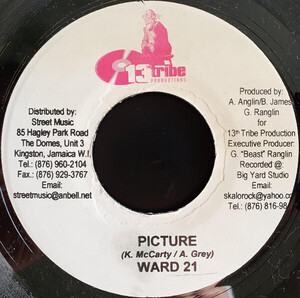 13 tribe
PRODUCTIONS
Distributed by:
Street Music
85 Hagley Park Road
The Domes, Unit 3
Kingston, Jamaica W.I.
Tel.: (876) 960-2104
Fax.: (876) 929-3767
Email:
streetmusic@anbell.net
Produced by:
A. Anglin/B. James
G. Ranglin
for
13th Tribe Production
Executive Producer:
G. "Beast" Ranglin
Recorded @
Big Yard Studio
Email:
skalorock@yahoo.co
Tel.: (876) 816-98
PICTURE
(K. McCarty / A. Grey)
WARD 21